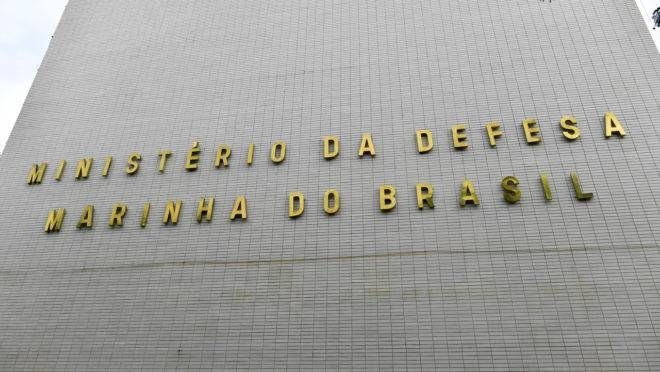 MINISTÉRIO DA DEFESA
MARINHA DO BRASIL